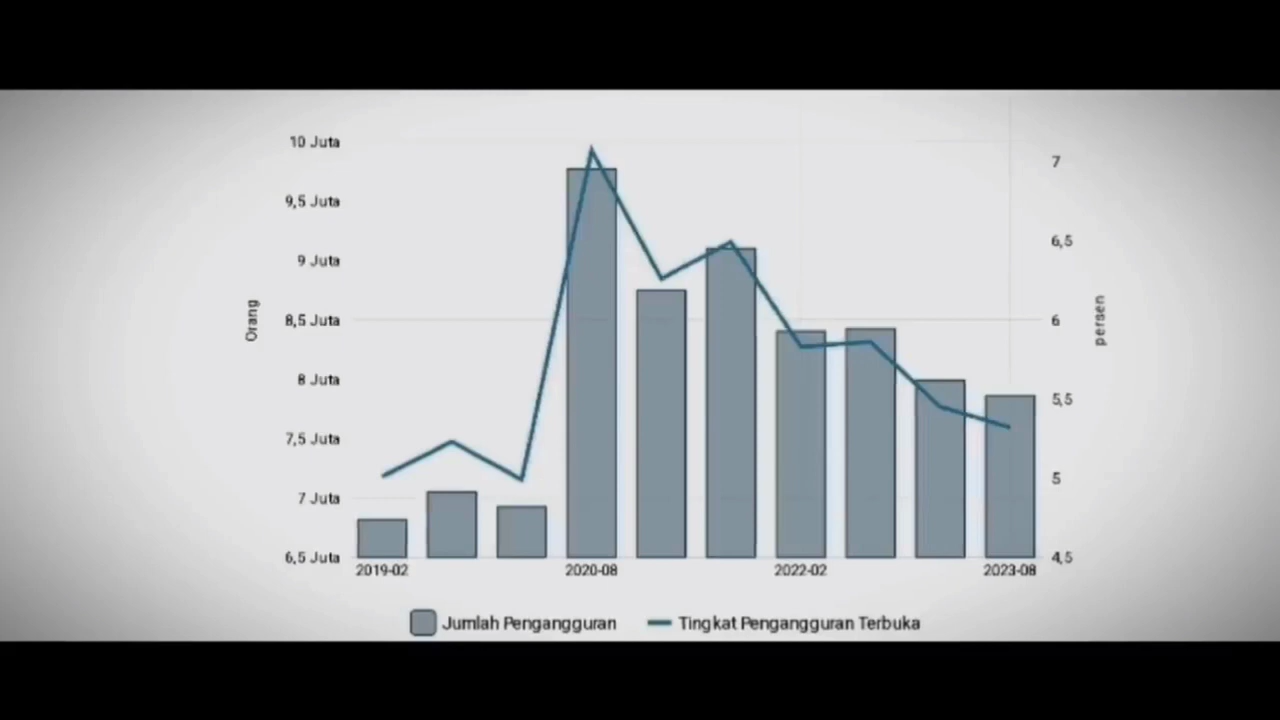 10 Juta
9,5 Juta
9 Juta
8,5 Juta
8 Juta
7,5 Juta
7 Juta
6,5 Juta
Orang
7
6,5
6
5,5
5
4,5
persen
2019-02 2020-08 2022-02 2023-08
Jumlah Pengangguran Tingkat Pengangguran Terbuka